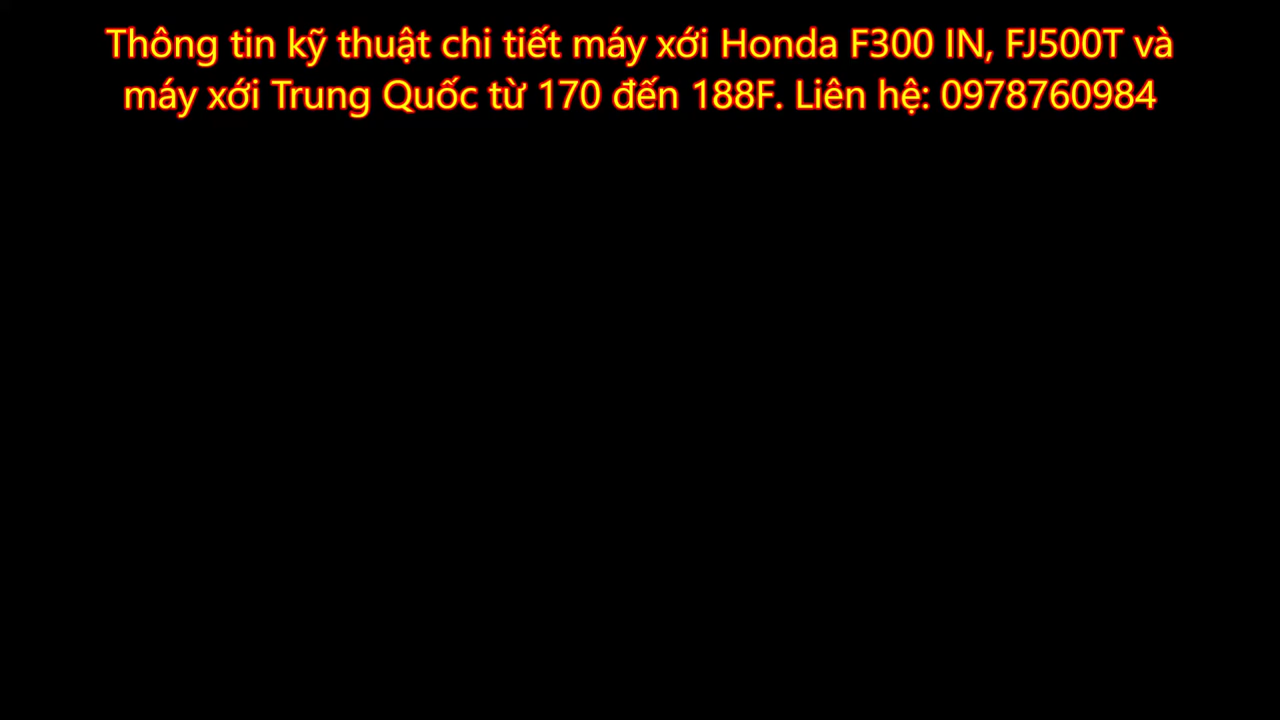 Thông tin kỹ thuật chi tiết máy xới Honda F300 IN, FJ500T và
máy xới Trung Quốc từ 170 đến 188F. Liên hệ: 0978760984